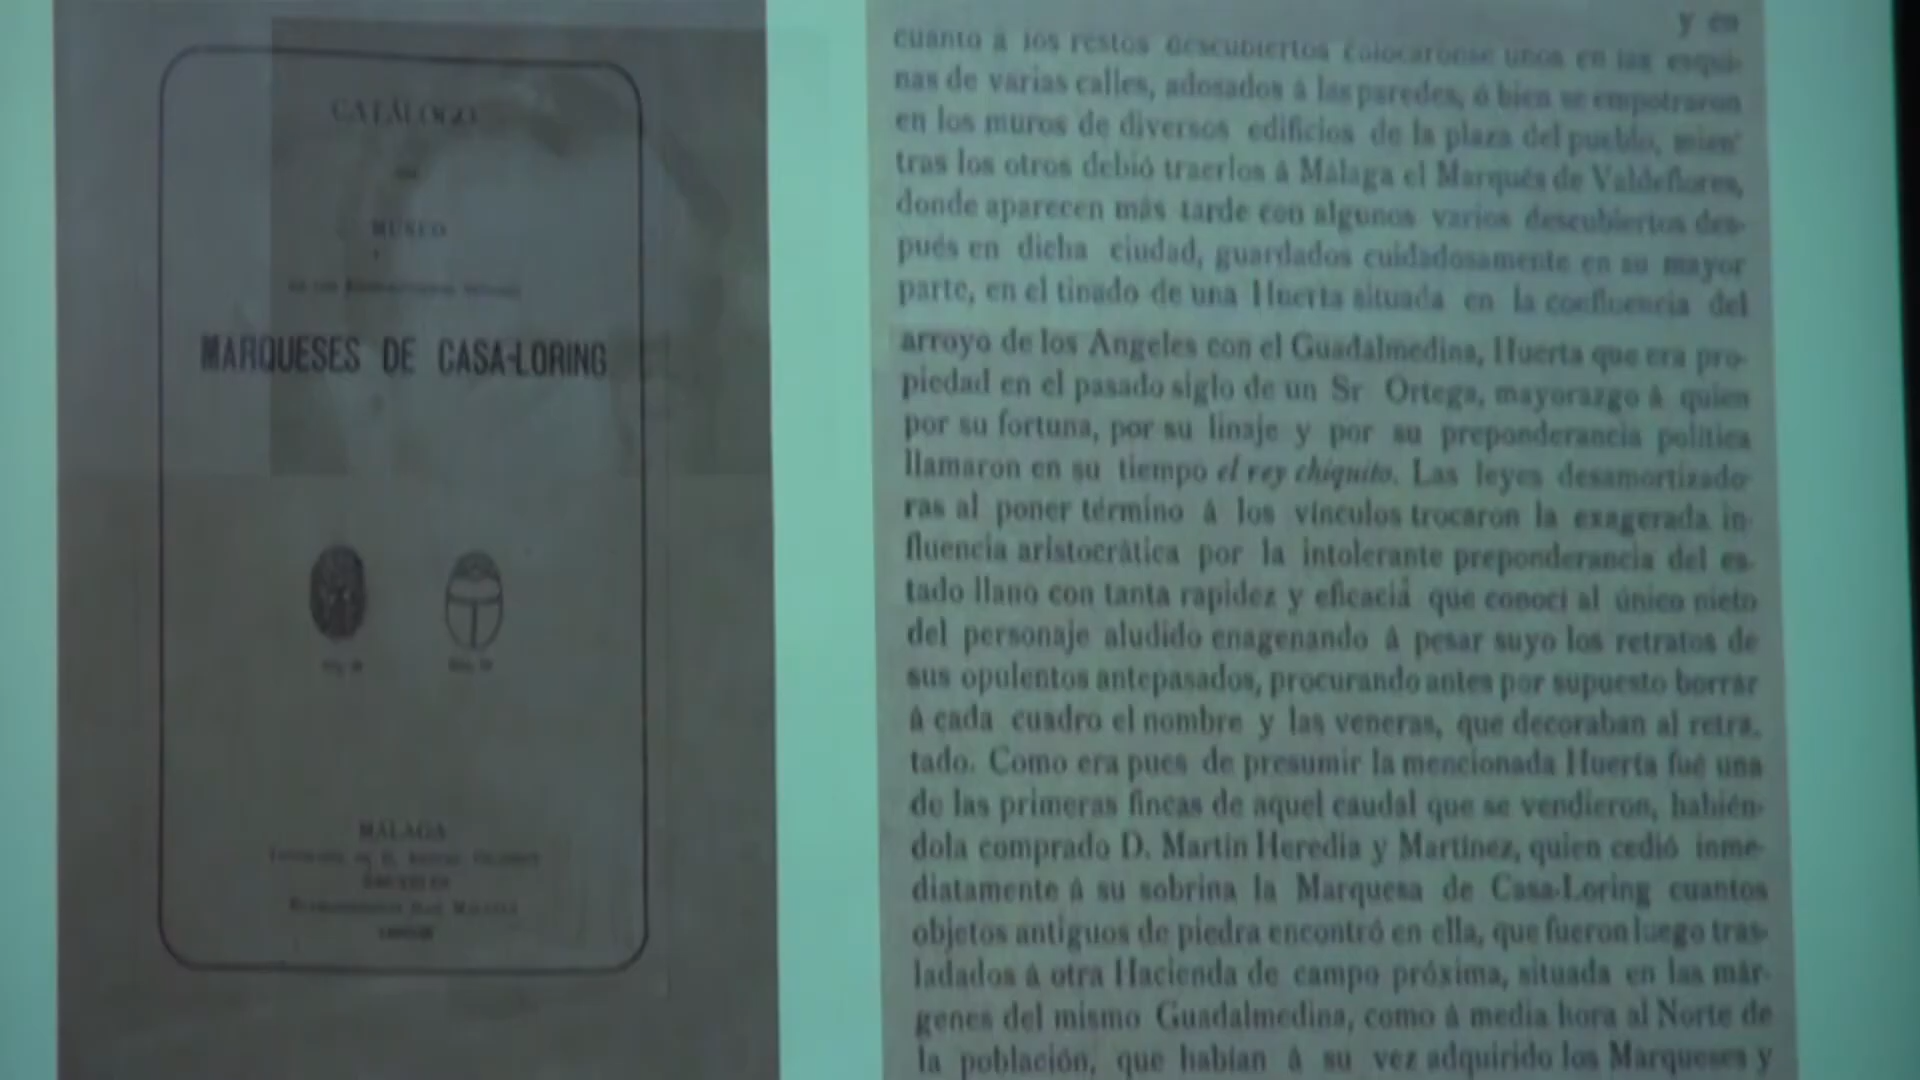 CATÁLOGO
DEL
MUSEO
MARQUESES DE CASA-LORING
MÁLAGA
BRUSELAS
y en
cuanto á los restos descubiertos colocáronse unos en las esqui-
nas de varias calles, adosados á las paredes, ó bien se empotraron
en los muros de diversos edificios de la plaza del pueblo, mien-
tras los otros debió traerlos á Málaga el Marqués de Valdeflores,
donde aparecen más tarde con algunos varios descubiertos des-
pués en dicha ciudad, guardados cuidadosamente en su mayor
parte, en el tinado de una Huerta situada en la confluencia del
arroyo de los Angeles con el Guadalmedina, Huerta que era pro-
piedad en el pasado siglo de un Sr Ortega, mayorazgo á quien
por su fortuna, por su linaje y por su preponderancia política
llamaron en su tiempo el rey chiquito. Las leyes desamortizado-
ras al poner término á los vínculos trocaron la exagerada in-
fluencia aristocrática por la intolerante preponderancia del es-
tado llano con tanta rapidez y eficaciá que conocí al único nieto
del personaje aludido enagenando á pesar suyo los retratos de
sus opulentos antepasados, procurando antes por supuesto borrar
á cada cuadro el nombre y las veneras, que decoraban al retra.
tado. Como era pues de presumir la mencionada Huerta fué una
de las primeras fincas de aquel caudal que se vendieron, habién-
dola comprado D. Martin Heredia y Martinez, quien cedió inme-
diatamente á su sobrina la Marquesa de Casa-Loring cuantos
objetos antiguos de piedra encontró en ella, que fueron luego tras-
ladados á otra Hacienda de campo próxima, situada en las már-
genes del mismo Guadalmedina, como á media hora al Norte de
la población, que habían á su vez adquirido los Marqueses y